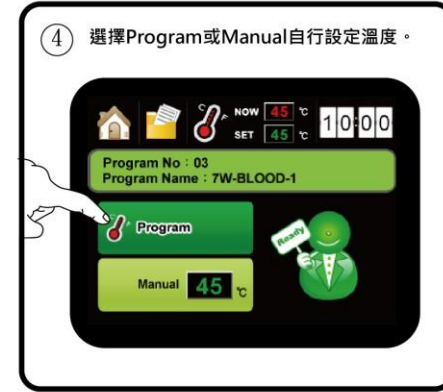 4 選擇Program或Manual自行設定溫度。
°C °F NOW 45 °C
SET 45 °C
10:00
Program No：03
Program Name：7W-BLOOD-1
Program
Ready
Manual 45 °C